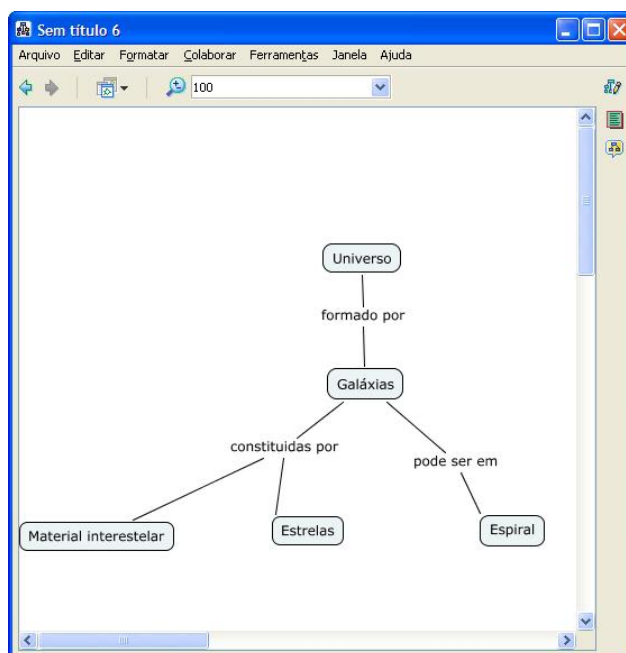 Sem título 6
Arquivo Editar Formatar Colaborar Ferramentas Janela Ajuda
100
Universo
formado por
Galáxias
constituidas por
pode ser em
Material interestelar
Estrelas
Espiral